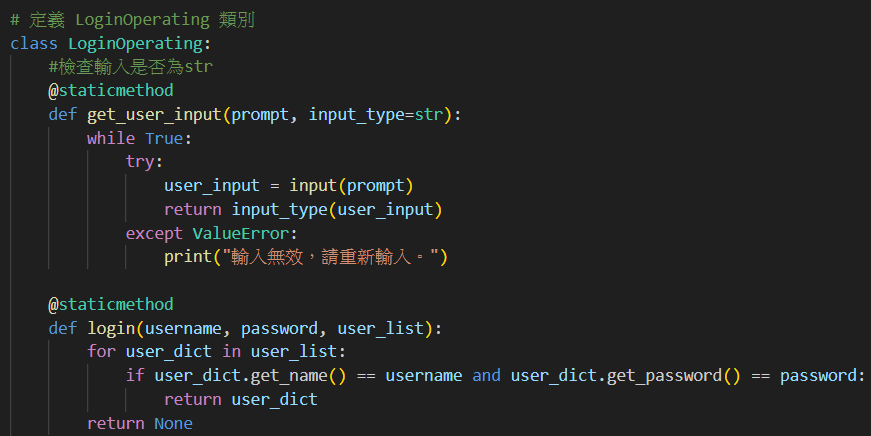 # 定義 LoginOperating 類別
class LoginOperating:
    #檢查輸入是否為str
    @staticmethod
    def get_user_input(prompt, input_type=str):
        while True:
            try:
                user_input = input(prompt)
                return input_type(user_input)
            except ValueError:
                print("輸入無效，請重新輸入。")

    @staticmethod
    def login(username, password, user_list):
        for user_dict in user_list:
            if user_dict.get_name() == username and user_dict.get_password() == password:
                return user_dict
        return None